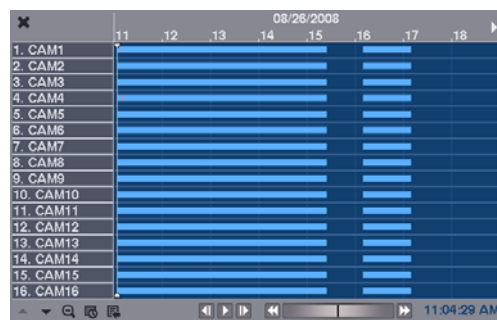 08/26/2008
11 ,12 ,13 ,14 ,15 ,16 ,17 ,18
1. CAM1
2. CAM2
3. CAM3
4. CAM4
5. CAM5
6. CAM6
7. CAM7
8. CAM8
9. CAM9
10. CAM10
11. CAM11
12. CAM12
13. CAM13
14. CAM14
15. CAM15
16. CAM16
11:04:29 AM